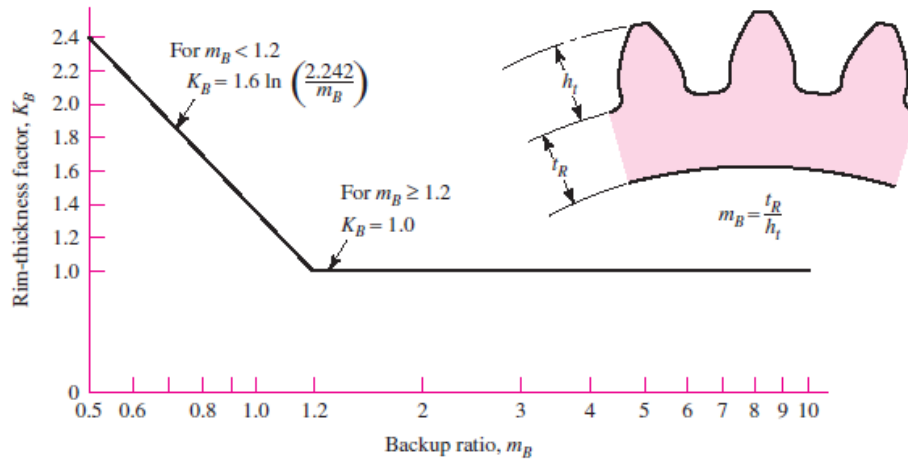 Rim-thickness factor, K_B
2.4
2.2
2.0
1.8
1.6
1.4
1.2
1.0
0
For m_B < 1.2
K_B = 1.6 ln (2.242/m_B)
For m_B ≥ 1.2
K_B = 1.0
h_t
t_R
m_B = t_R/h_t
0.5 0.6 0.8 1.0 1.2 2 3 4 5 6 7 8 9 10
Backup ratio, m_B